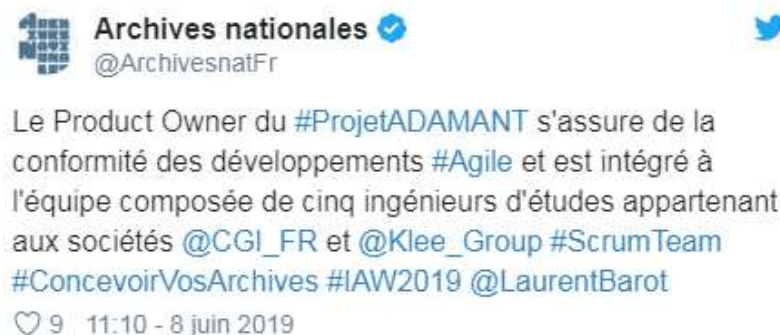 Archives nationales
@ArchivesnatFr
Le Product Owner du #ProjetADAMANT s'assure de la
conformité des développements #Agile et est intégré à
l'équipe composée de cinq ingénieurs d'études appartenant
aux sociétés @CGI_FR et @Klee_Group #ScrumTeam
#ConcevoirVosArchives #IAW2019 @LaurentBarot
9 11:10 - 8 juin 2019